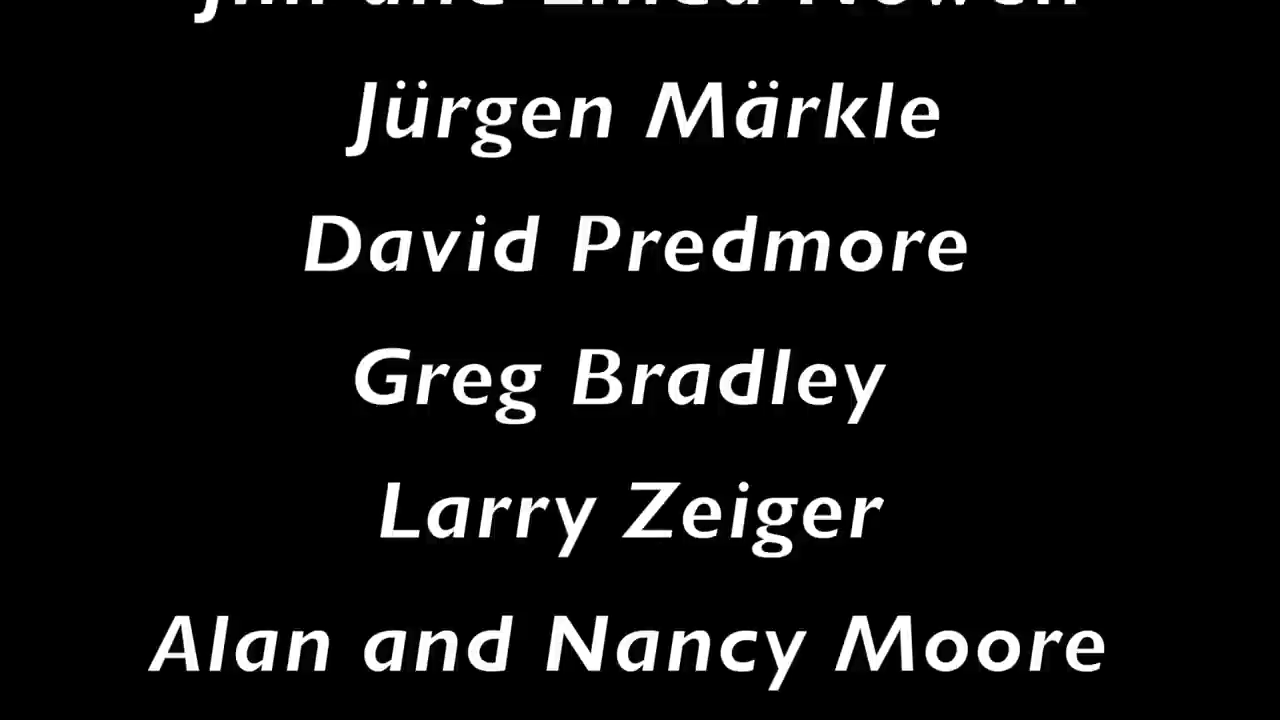 Jürgen Märkle
David Predmore
Greg Bradley
Larry Zeiger
Alan and Nancy Moore